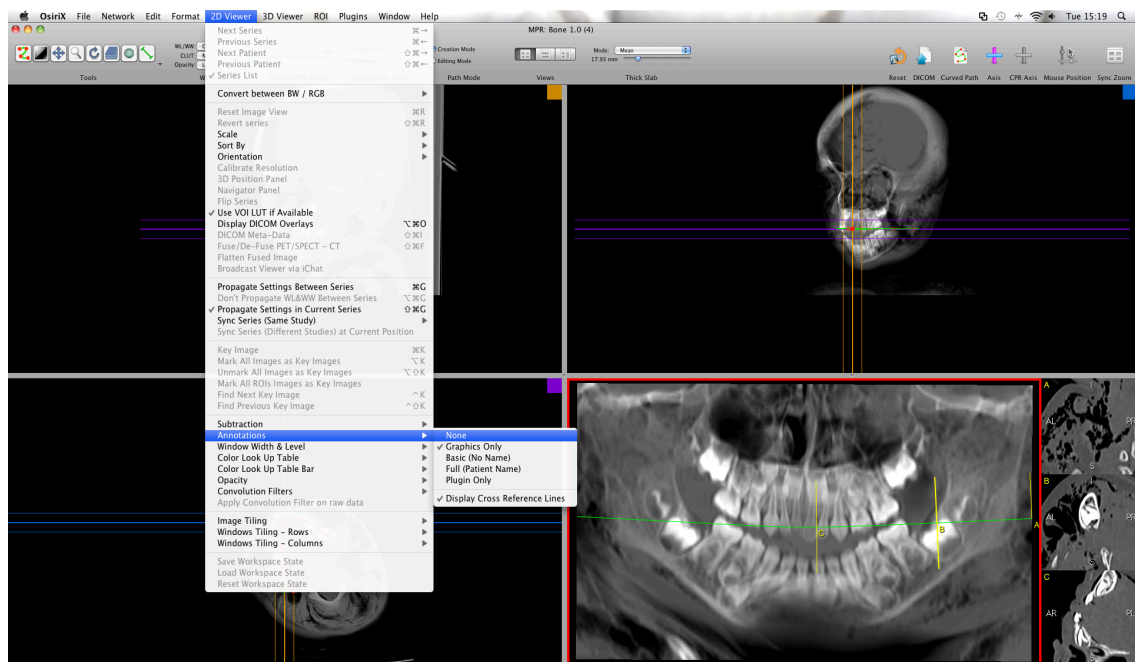 OsiriX File Network Edit Format 2D Viewer 3D Viewer ROI Plugins Window Help Tue 15:19
MPR: Bone 1.0 (4)
WL/WW:
CLUT:
Opacity:
Creation Mode
Editing Mode
Mode: Mean
17.93 mm
Tools
Path Mode
Views
Thick Slab
Reset DICOM Curved Path Axis CPR Axis Mouse Position Sync Zoom
Next Series ⌘→
Previous Series ⌘←
Next Patient ⇧⌘→
Previous Patient ⇧⌘←
✓ Series List
Convert between BW / RGB
Reset Image View ⌘R
Revert series ⇧⌘R
Scale
Sort By
Orientation
Calibrate Resolution
3D Position Panel
Navigator Panel
Flip Series
✓ Use VOI LUT if Available
Display DICOM Overlays ⌥⌘O
DICOM Meta-Data ⇧⌘I
Fuse/De-Fuse PET/SPECT - CT ⇧⌘F
Flatten Fused Image
Broadcast Viewer via iChat
Propagate Settings Between Series ⌘G
Don't Propagate WL&WW Between Series ⌥⌘G
✓ Propagate Settings in Current Series ⇧⌘G
Sync Series (Same Study)
Sync Series (Different Studies) at Current Position
Key Image ⌘K
Mark All Images as Key Images ⌥K
Unmark All Images as Key Images ⌥⇧K
Mark All ROIs Images as Key Images
Find Next Key Image ^K
Find Previous Key Image ^⇧K
Subtraction
Annotations
Window Width & Level
Color Look Up Table
Color Look Up Table Bar
Opacity
Convolution Filters
Apply Convolution Filter on raw data
Image Tiling
Windows Tiling - Rows
Windows Tiling - Columns
Save Workspace State
Load Workspace State
Reset Workspace State
None
✓ Graphics Only
Basic (No Name)
Full (Patient Name)
Plugin Only
✓ Display Cross Reference Lines
C
B
A
A
AL PR
S
B
AL PR
S
C
AR PL
S